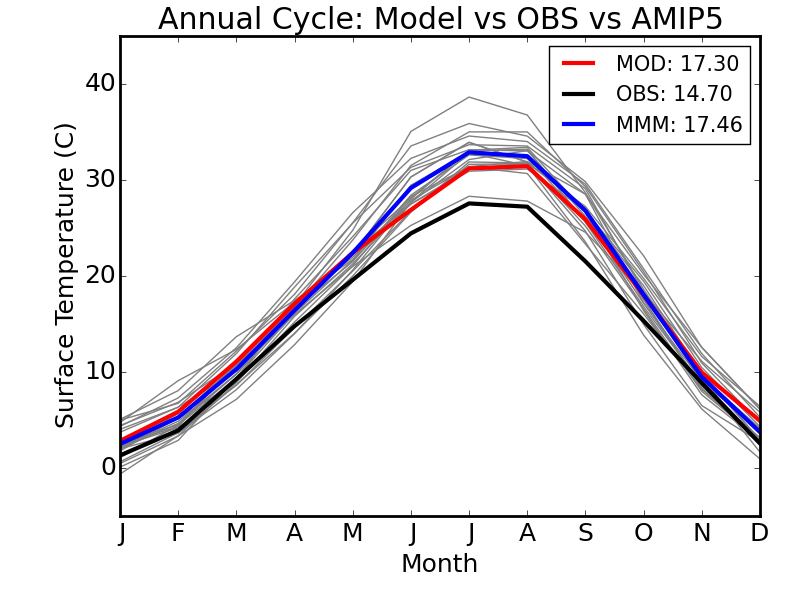 Annual Cycle: Model vs OBS vs AMIP5
MOD: 17.30
OBS: 14.70
MMM: 17.46
Surface Temperature (C)
40
30
20
10
0
J F M A M J J A S O N D
Month